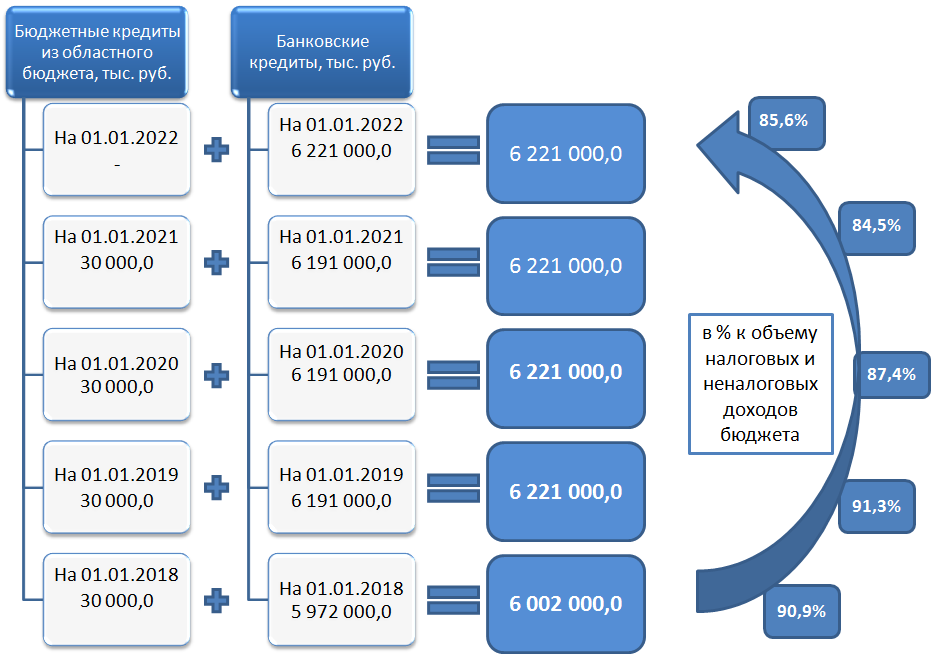 Бюджетные кредиты
из областного
бюджета, тыс. руб.
Банковские
кредиты, тыс. руб.
На 01.01.2022
-
На 01.01.2022
6 221 000,0
6 221 000,0
85,6%
На 01.01.2021
30 000,0
На 01.01.2021
6 191 000,0
6 221 000,0
84,5%
На 01.01.2020
30 000,0
На 01.01.2020
6 191 000,0
6 221 000,0
87,4%
в % к объему
налоговых и
неналоговых
доходов
бюджета
На 01.01.2019
30 000,0
На 01.01.2019
6 191 000,0
6 221 000,0
91,3%
На 01.01.2018
30 000,0
На 01.01.2018
5 972 000,0
6 002 000,0
90,9%